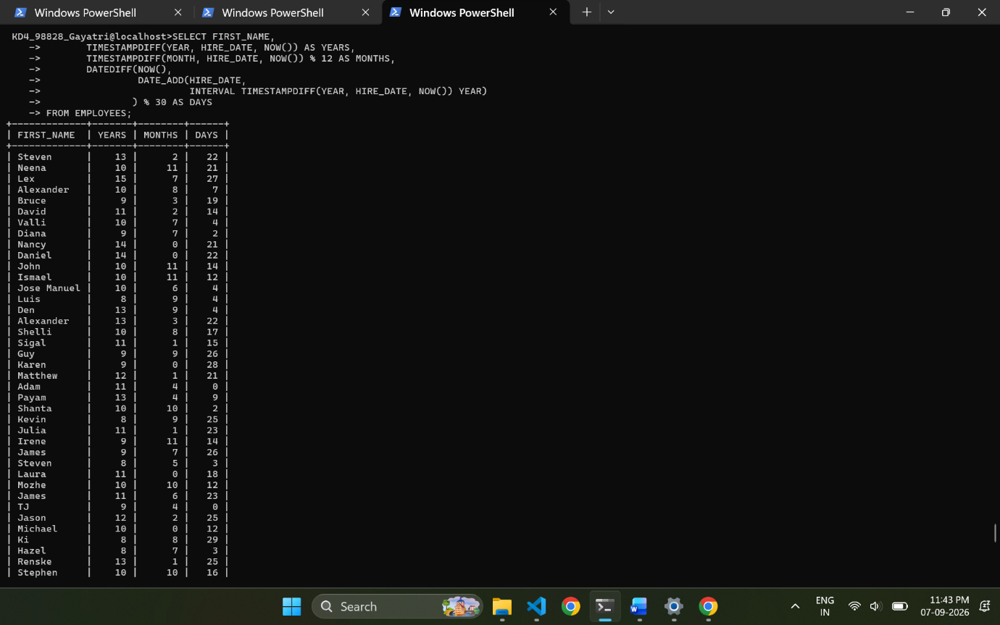 Windows PowerShell
Windows PowerShell
Windows PowerShell
KD4_98828_Gayatri@localhost>SELECT FIRST_NAME,
    ->        TIMESTAMPDIFF(YEAR, HIRE_DATE, NOW()) AS YEARS,
    ->        TIMESTAMPDIFF(MONTH, HIRE_DATE, NOW()) % 12 AS MONTHS,
    ->        DATEDIFF(NOW(),
    ->                 DATE_ADD(HIRE_DATE,
    ->                          INTERVAL TIMESTAMPDIFF(YEAR, HIRE_DATE, NOW()) YEAR)
    ->                ) % 30 AS DAYS
    -> FROM EMPLOYEES;
+-------------+-------+--------+------+
| FIRST_NAME  | YEARS | MONTHS | DAYS |
+-------------+-------+--------+------+
| Steven      |    13 |      2 |   22 |
| Neena       |    10 |     11 |   21 |
| Lex         |    15 |      7 |   27 |
| Alexander   |    10 |      8 |    7 |
| Bruce       |     9 |      3 |   19 |
| David       |    11 |      2 |   14 |
| Valli       |    10 |      7 |    4 |
| Diana       |     9 |      7 |    2 |
| Nancy       |    14 |      0 |   21 |
| Daniel      |    14 |      0 |   22 |
| John        |    10 |     11 |   14 |
| Ismael      |    10 |     11 |   12 |
| Jose Manuel |    10 |      6 |    4 |
| Luis        |     8 |      9 |    4 |
| Den         |    13 |      9 |    4 |
| Alexander   |    13 |      3 |   22 |
| Shelli      |    10 |      8 |   17 |
| Sigal       |    11 |      1 |   15 |
| Guy         |     9 |      9 |   26 |
| Karen       |     9 |      0 |   28 |
| Matthew     |    12 |      1 |   21 |
| Adam        |    11 |      4 |    0 |
| Payam       |    13 |      4 |    9 |
| Shanta      |    10 |     10 |    2 |
| Kevin       |     8 |      9 |   25 |
| Julia       |    11 |      1 |   23 |
| Irene       |     9 |     11 |   14 |
| James       |     9 |      7 |   26 |
| Steven      |     8 |      5 |    3 |
| Laura       |    11 |      0 |   18 |
| Mozhe       |    10 |     10 |   12 |
| James       |    11 |      6 |   23 |
| TJ          |     9 |      4 |    0 |
| Jason       |    12 |      2 |   25 |
| Michael     |    10 |      0 |   12 |
| Ki          |     8 |      8 |   29 |
| Hazel       |     8 |      7 |    3 |
| Renske      |    13 |      1 |   25 |
| Stephen     |    10 |     10 |   16 |
Search
ENG
IN
11:43 PM
07-09-2026